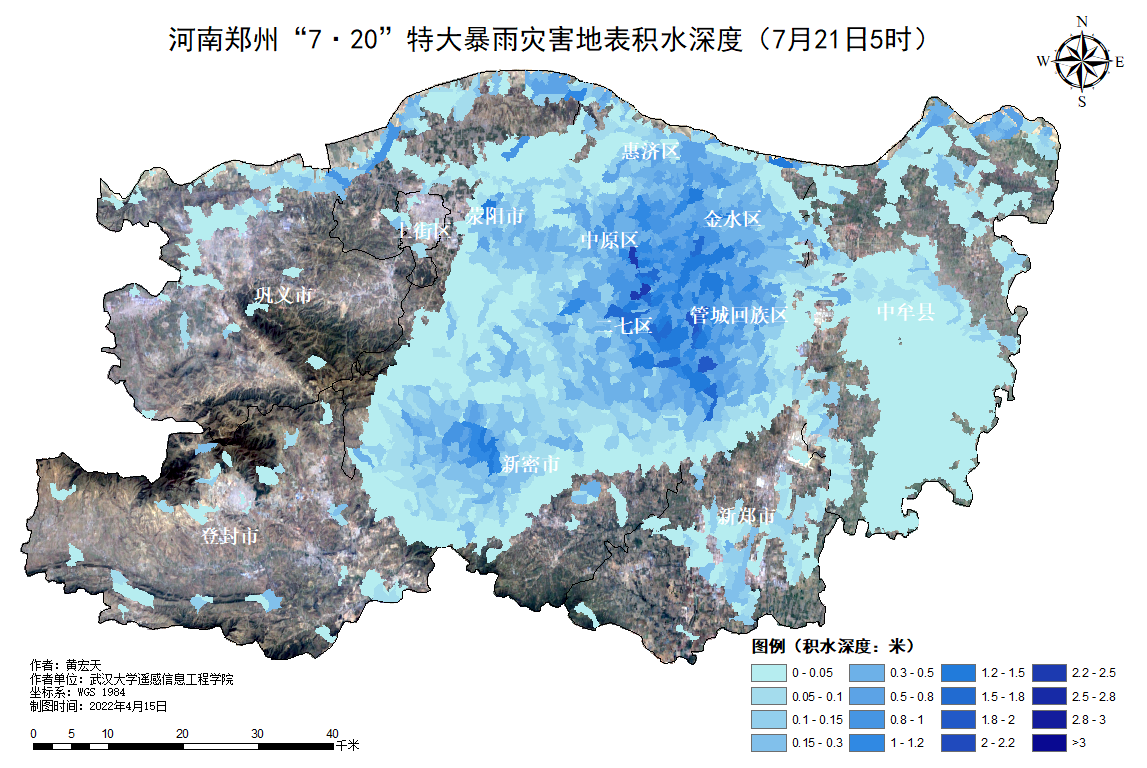 河南郑州“7·20”特大暴雨灾害地表积水深度（7月21日5时）
N
W E
S
惠济区
荥阳市
金水区
上街区
中原区
巩义市
管城回族区
中牟县
二七区
新密市
新郑市
登封市
图例（积水深度：米）
0 - 0.05 0.3 - 0.5 1.2 - 1.5 2.2 - 2.5
0.05 - 0.1 0.5 - 0.8 1.5 - 1.8 2.5 - 2.8
0.1 - 0.15 0.8 - 1 1.8 - 2 2.8 - 3
0.15 - 0.3 1 - 1.2 2 - 2.2 >3
作者：黄宏天
作者单位：武汉大学遥感信息工程学院
坐标系：WGS 1984
制图时间：2022年4月15日
0 5 10 20 30 40
千米